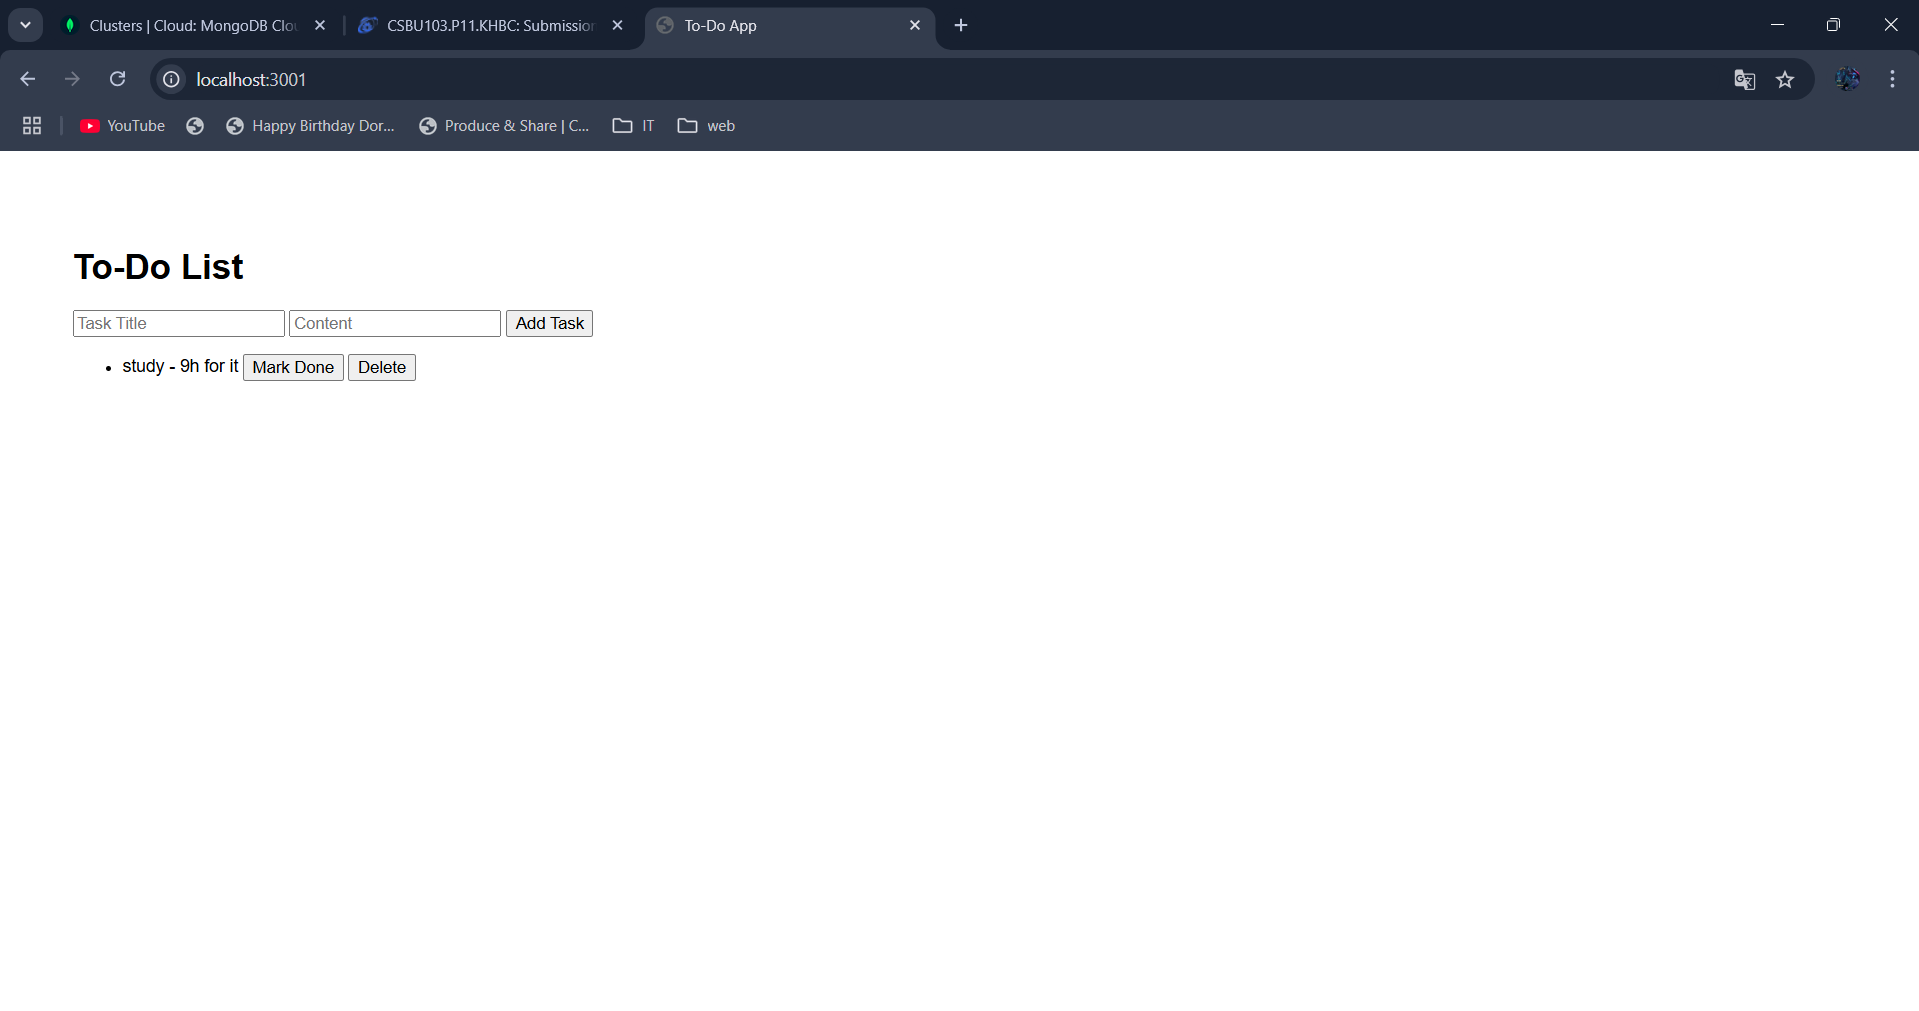 Clusters | Cloud: MongoDB Clou
CSBU103.P11.KHBC: Submission
To-Do App
localhost:3001
YouTube
Happy Birthday Dor...
Produce & Share | C...
IT
web
To-Do List
Task Title Content Add Task
• study - 9h for it Mark Done Delete